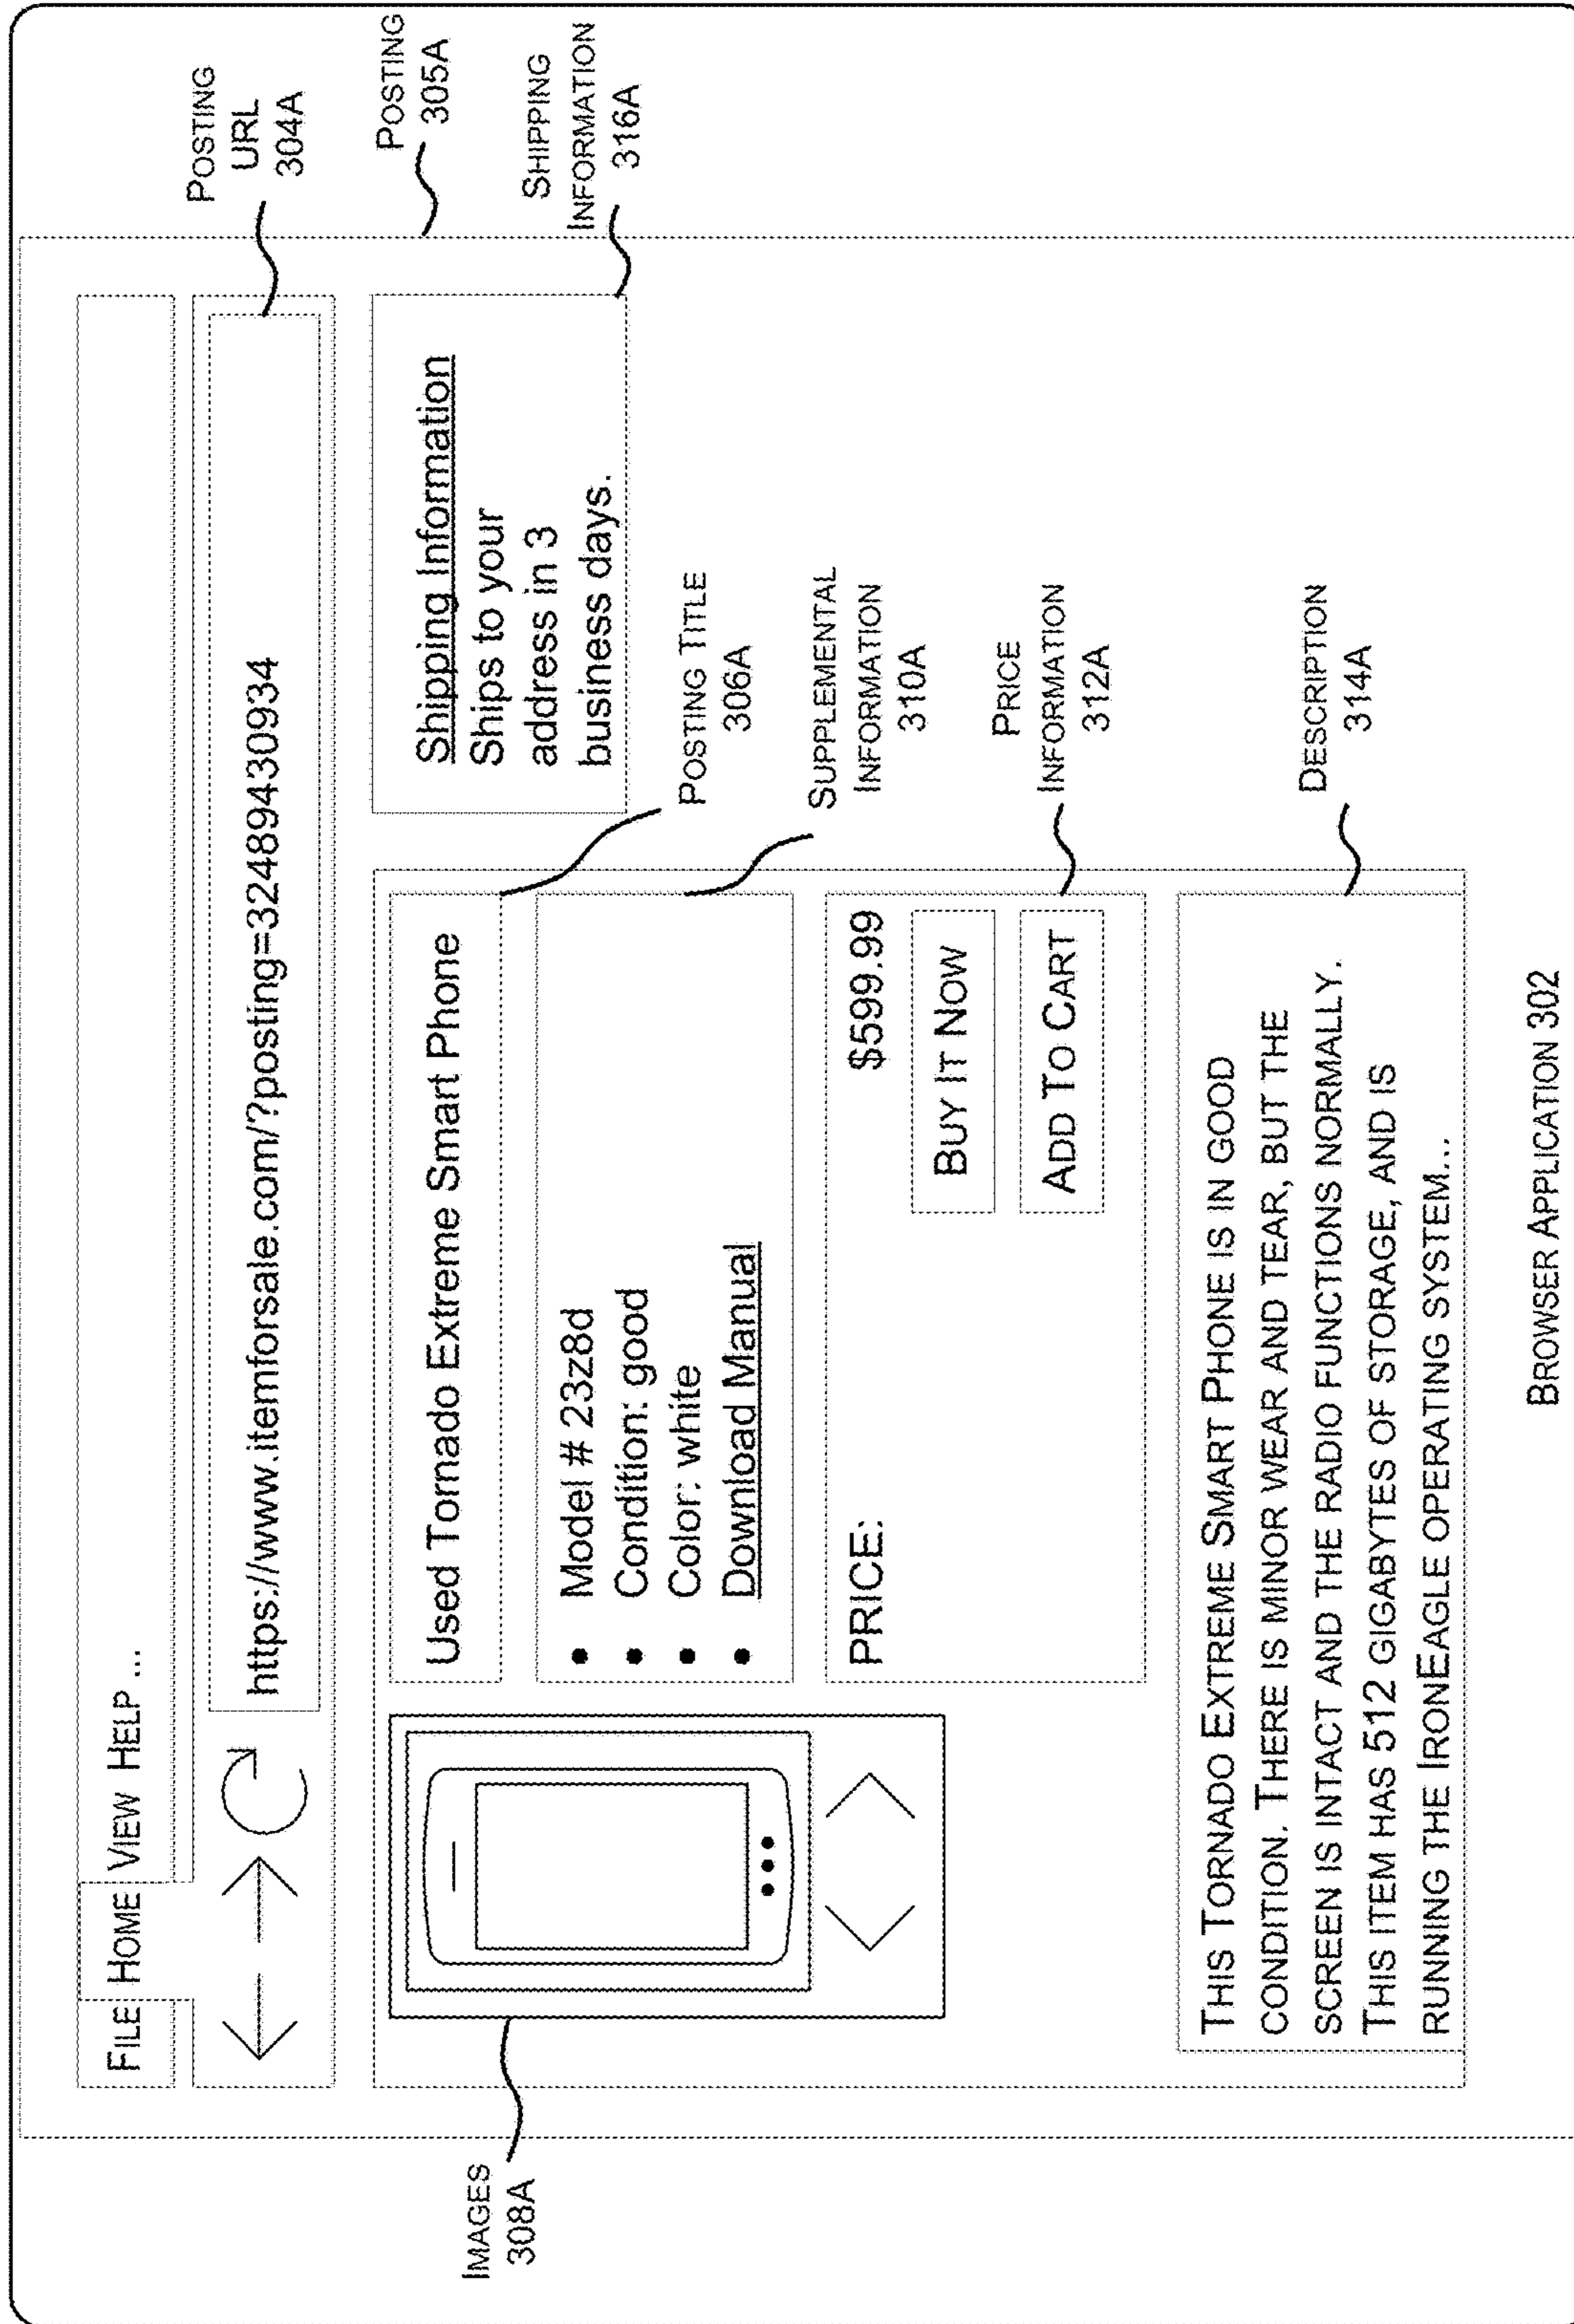 FILE HOME VIEW HELP ...
https://www.itemforsale.com/?posting=32489430934
POSTING
URL
304A
POSTING
305A
IMAGES
308A
Used Tornado Extreme Smart Phone
• Model # 23z8d
• Condition: good
• Color: white
• Download Manual
PRICE:
$599.99
BUY IT NOW
ADD TO CART
Shipping Information
Ships to your
address in 3
business days.
SHIPPING
INFORMATION
316A
POSTING TITLE
306A
SUPPLEMENTAL
INFORMATION
310A
PRICE
INFORMATION
312A
THIS TORNADO EXTREME SMART PHONE IS IN GOOD
CONDITION. THERE IS MINOR WEAR AND TEAR, BUT THE
SCREEN IS INTACT AND THE RADIO FUNCTIONS NORMALLY.
THIS ITEM HAS 512 GIGABYTES OF STORAGE, AND IS
RUNNING THE IRONEAGLE OPERATING SYSTEM...
DESCRIPTION
314A
BROWSER APPLICATION 302